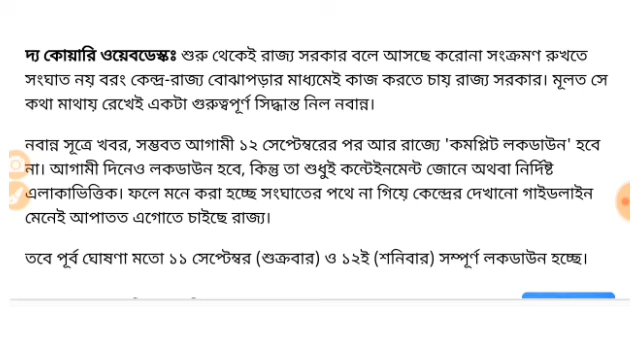 দ্য কোয়ারি ওয়েবডেস্কঃ শুরু থেকেই রাজ্য সরকার বলে আসছে করোনা সংক্রমণ রুখতে
সংঘাত নয় বরং কেন্দ্র-রাজ্য বোঝাপড়ার মাধ্যমেই কাজ করতে চায় রাজ্য সরকার। মূলত সে
কথা মাথায় রেখেই একটা গুরুত্বপূর্ণ সিদ্ধান্ত নিল নবান্ন।
নবান্ন সূত্রে খবর, সম্ভবত আগামী ১২ সেপ্টেম্বরের পর আর রাজ্যে 'কমপ্লিট লকডাউন' হবে
না। আগামী দিনেও লকডাউন হবে, কিন্তু তা শুধুই কন্টেইনমেন্ট জোনে অথবা নির্দিষ্ট
এলাকাভিত্তিক। ফলে মনে করা হচ্ছে সংঘাতের পথে না গিয়ে কেন্দ্রের দেখানো গাইডলাইন
মেনেই আপাতত এগোতে চাইছে রাজ্য।
তবে পূর্ব ঘোষণা মতো ১১ সেপ্টেম্বর (শুক্রবার) ও ১২ই (শনিবার) সম্পূর্ণ লকডাউন হচ্ছে।